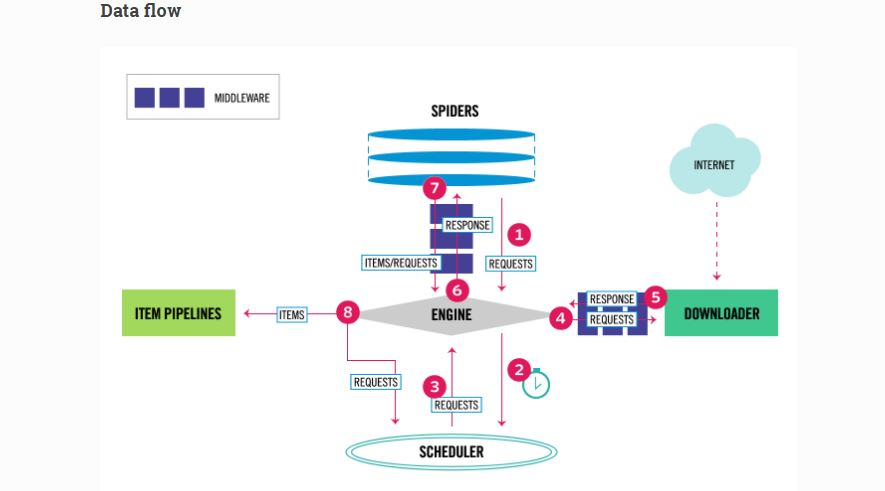 Data flow
MIDDLEWARE
SPIDERS
INTERNET
7
RESPONSE
1
ITEMS/REQUESTS
REQUESTS
6
RESPONSE
5
ITEM PIPELINES
ITEMS
8
ENGINE
4
REQUESTS
DOWNLOADER
2
REQUESTS
3
REQUESTS
SCHEDULER